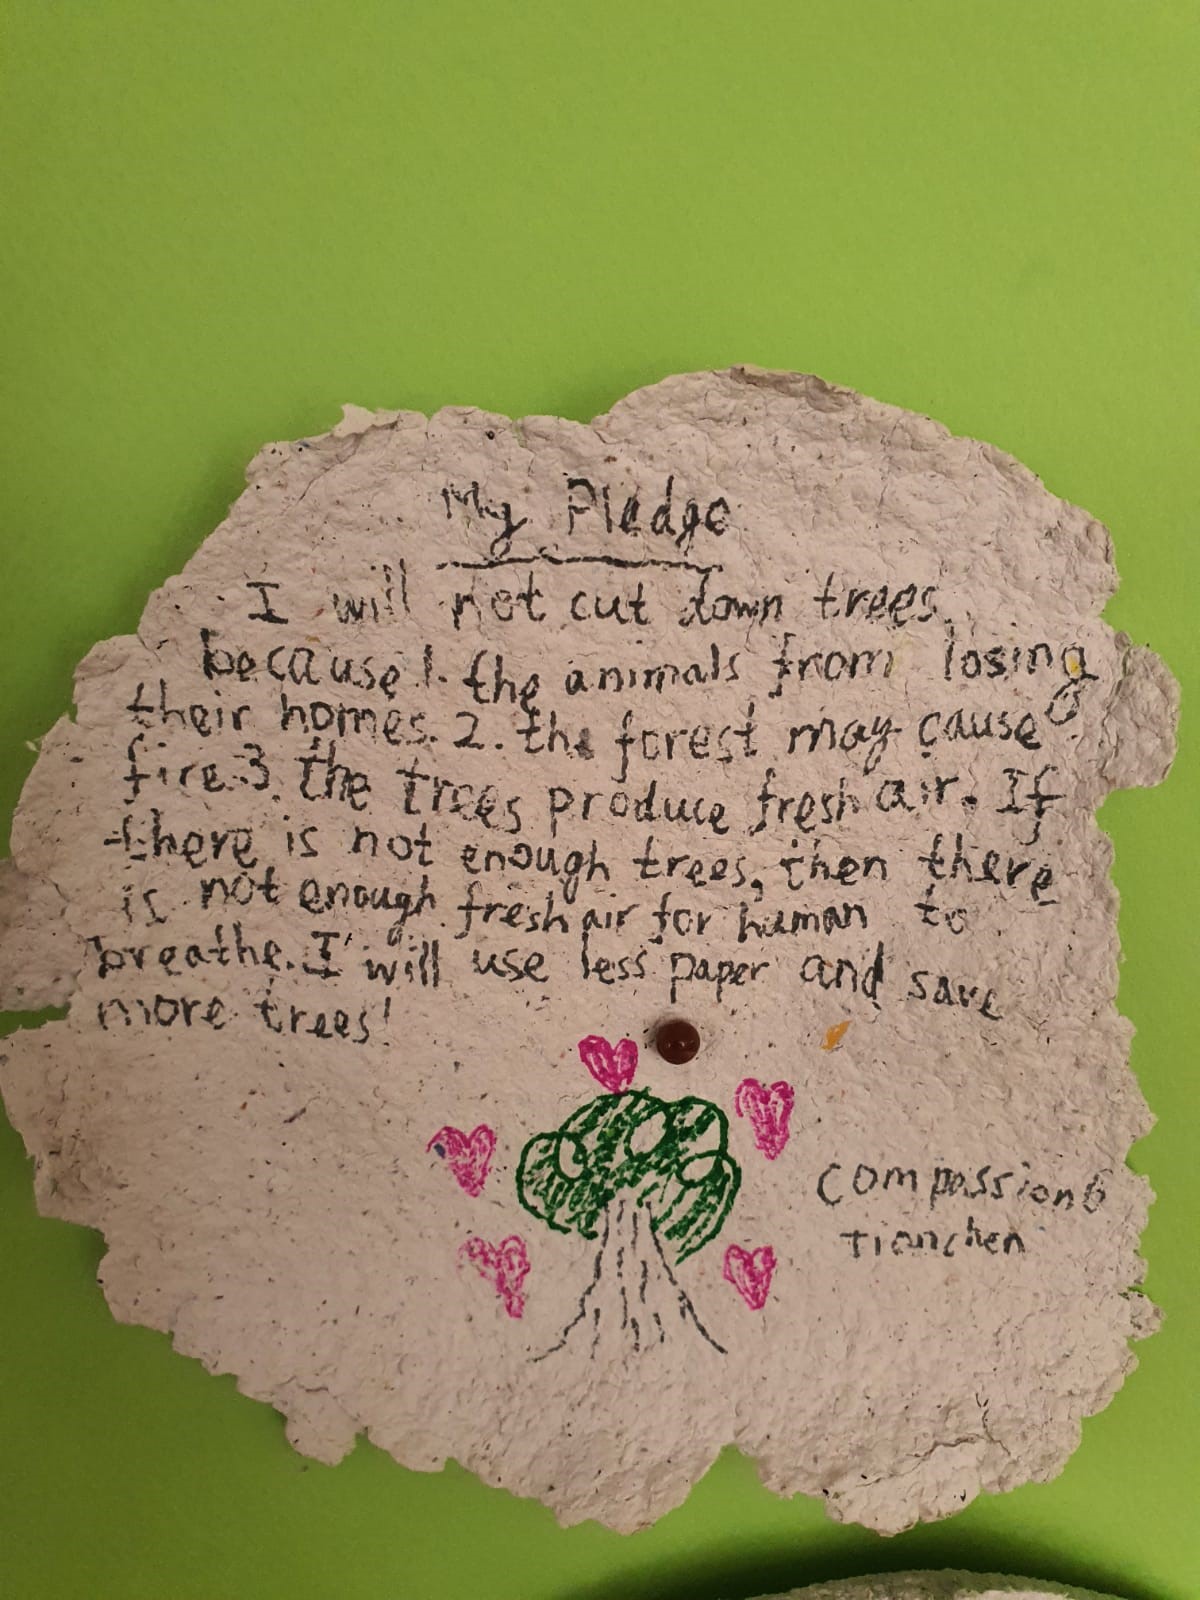 My Pledge
I will not cut down trees
because 1. the animals from losing
their homes. 2. the forest may cause
fire. 3. the trees produce fresh air. If
there is not enough trees, then there
is not enough fresh air for human to
breathe. I will use less paper and save
more trees!
compassion 6
Tianchen